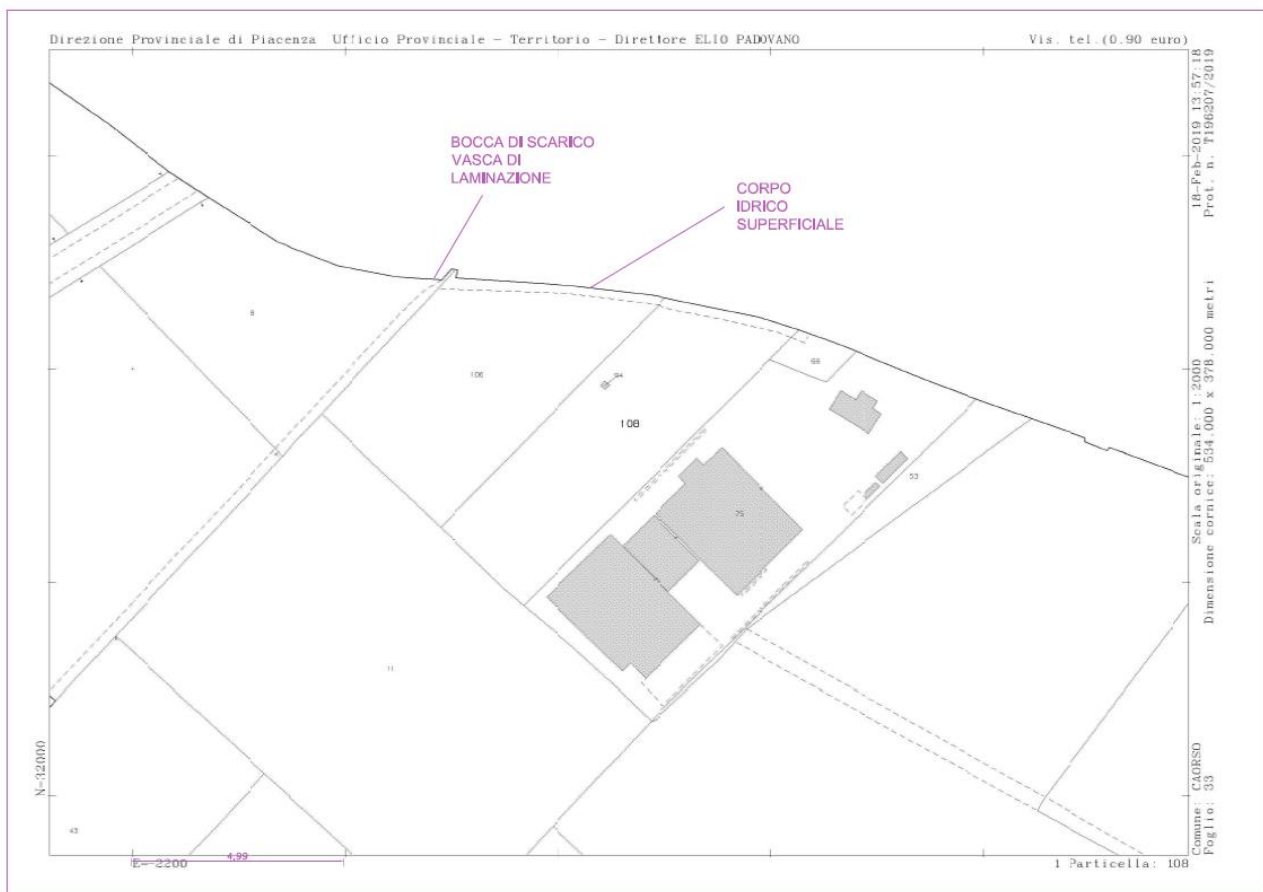 Direzione Provinciale di Piacenza Ufficio Provinciale - Territorio - Direttore ELIO PADOVANO
Vis. tel.(0.90 euro)
18-Feb-2019 13:57:18
Prot. n. T196207/2019
BOCCA DI SCARICO
VASCA DI
LAMINAZIONE
CORPO
IDRICO
SUPERFICIALE
Scala originale: 1:2000
Dimensione cornice: 534.000 x 378.000 metri
66
106
94
108
53
75
11
43
N=32000
E=-2200
4,99
Comune: CAORSO
Foglio: 33
1 Particella: 108